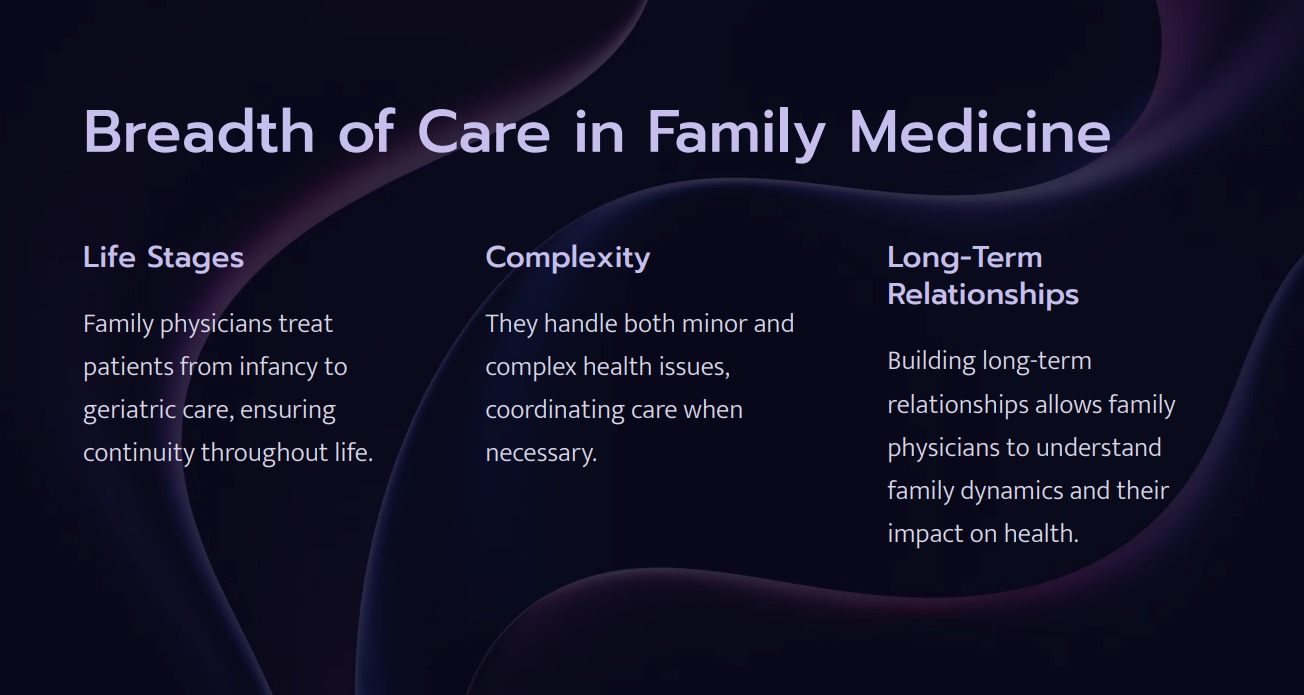 Breadth of Care in Family Medicine
Life Stages
Family physicians treat
patients from infancy to
geriatric care, ensuring
continuity throughout life.
Complexity
They handle both minor and
complex health issues,
coordinating care when
necessary.
Long-Term
Relationships
Building long-term
relationships allows family
physicians to understand
family dynamics and their
impact on health.